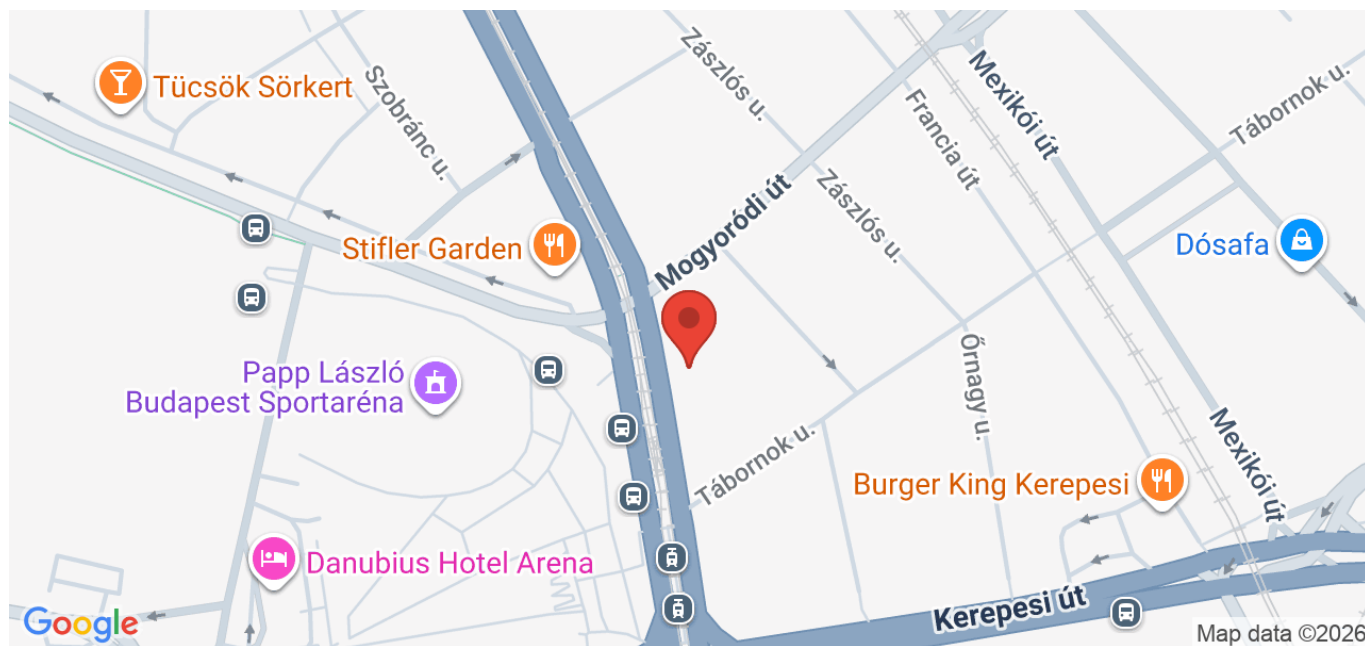 Tücsök Sörkert
Szobránc u.
Zászlós u.
Mexikói út
Francia út
Tábornok u.
Mogyoródi út
Zászlós u.
Stifler Garden
Dósafa
Papp László
Budapest Sportaréna
Őrnagy u.
Tábornok u.
Burger King Kerepesi
Mexikói út
Danubius Hotel Arena
Kerepesi út
Google
Map data ©2026